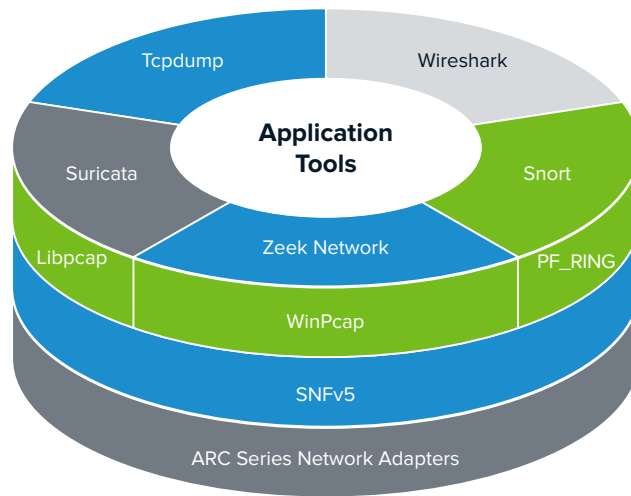 Tcpdump
Wireshark
Application
Tools
Suricata
Snort
Zeek Network
Libpcap
PF_RING
WinPcap
SNFv5
ARC Series Network Adapters